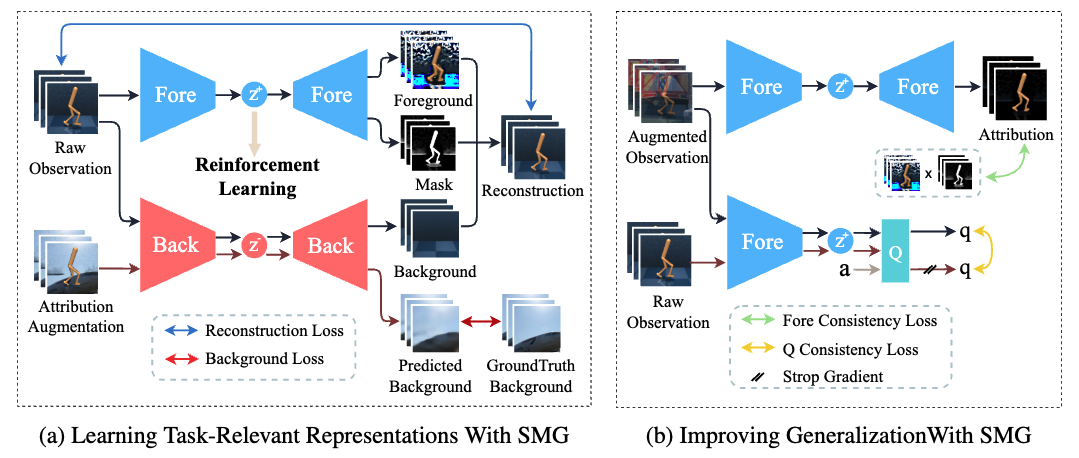 Raw
Observation
Fore
z+
Fore
Foreground
Mask
Reconstruction
Reinforcement
Learning
Attribution
Augmentation
Back
z-
Back
Background
Predicted
Background
GroundTruth
Background
Reconstruction Loss
Background Loss
(a) Learning Task-Relevant Representations With SMG
Augmented
Observation
Fore
z+
Fore
Attribution
x
Raw
Observation
Fore
z+
a
Q
q
q
Fore Consistency Loss
Q Consistency Loss
Strop Gradient
(b) Improving GeneralizationWith SMG